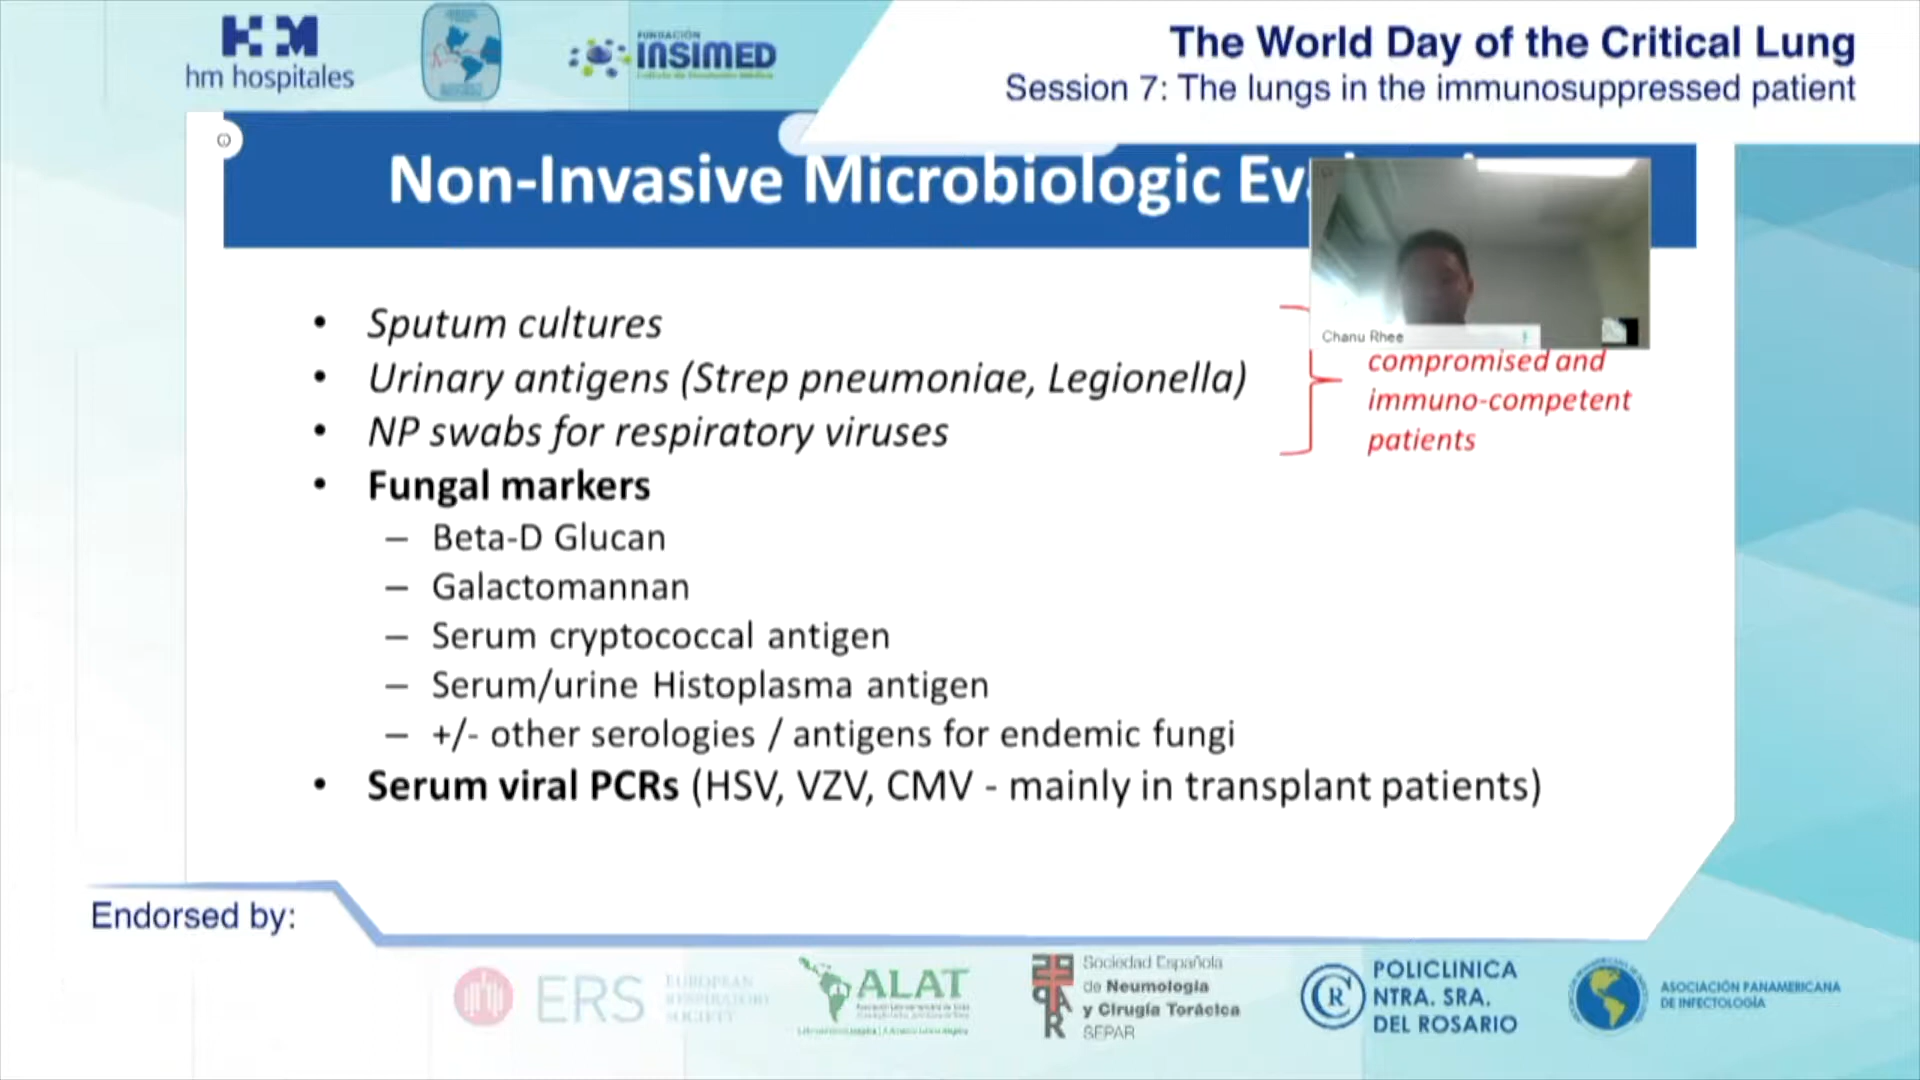 hm hospitales
FUNDACIÓN
INSIMED
The World Day of the Critical Lung
Session 7: The lungs in the immunosuppressed patient
Non-Invasive Microbiologic
Chanu Rhee
• Sputum cultures
• Urinary antigens (Strep pneumoniae, Legionella)
• NP swabs for respiratory viruses
compromised and
immuno-competent
patients
• Fungal markers
– Beta-D Glucan
– Galactomannan
– Serum cryptococcal antigen
– Serum/urine Histoplasma antigen
– +/- other serologies / antigens for endemic fungi
• Serum viral PCRs (HSV, VZV, CMV - mainly in transplant patients)
Endorsed by:
ERS
EUROPEAN
RESPIRATORY
SOCIETY
ALAT
Sociedad Española
de Neumología
y Cirugía Torácica
SEPAR
POLICLINICA
NTRA. SRA.
DEL ROSARIO
ASOCIACIÓN PANAMERICANA
DE INFECTOLOGÍA